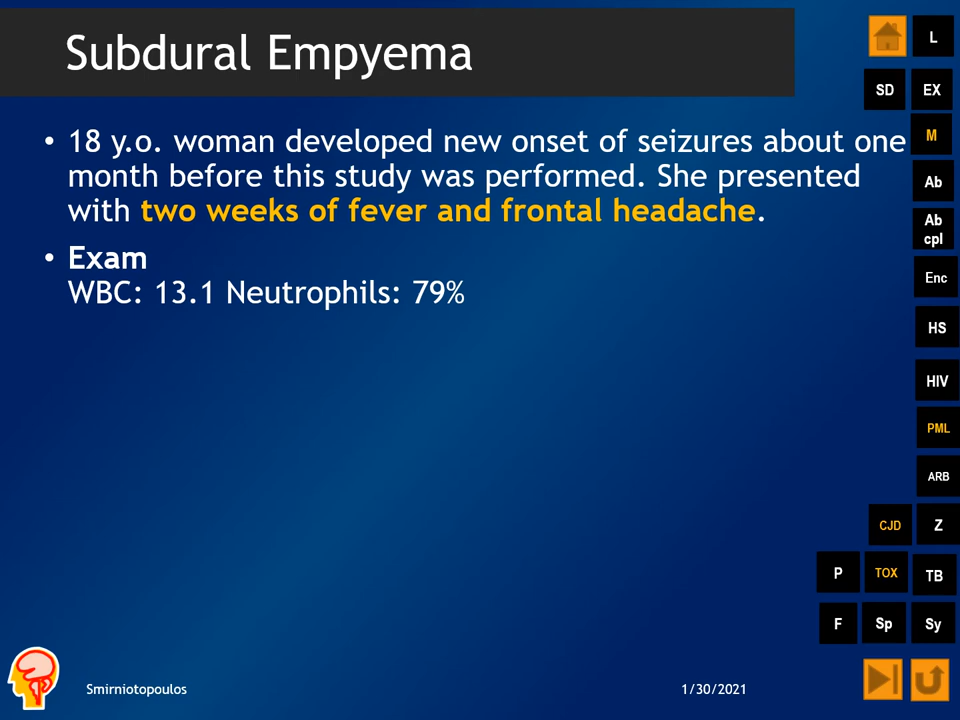 Subdural Empyema
L
SD EX
• 18 y.o. woman developed new onset of seizures about one
month before this study was performed. She presented
with two weeks of fever and frontal headache.
• Exam
WBC: 13.1 Neutrophils: 79%
M
Ab
Ab
cpl
Enc
HS
HIV
PML
ARB
CJD Z
P TOX TB
F Sp Sy
Smirniotopoulos 1/30/2021